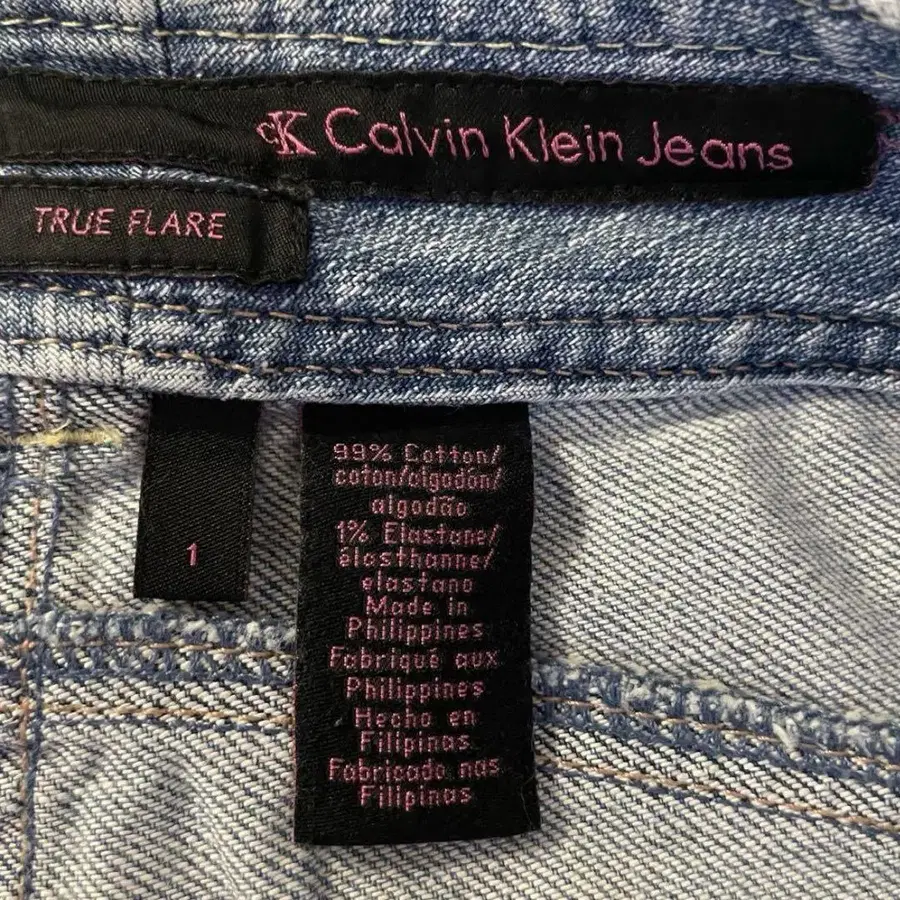 cK Calvin Klein Jeans
TRUE FLARE
1
99% Cotton/
coton/algodón/
algodão
1% Elastane/
élasthanne/
elastano
Made in
Philippines
Fabriqué aux
Philippines
Hecho en
Filipinas
Fabricado nas
Filipinas